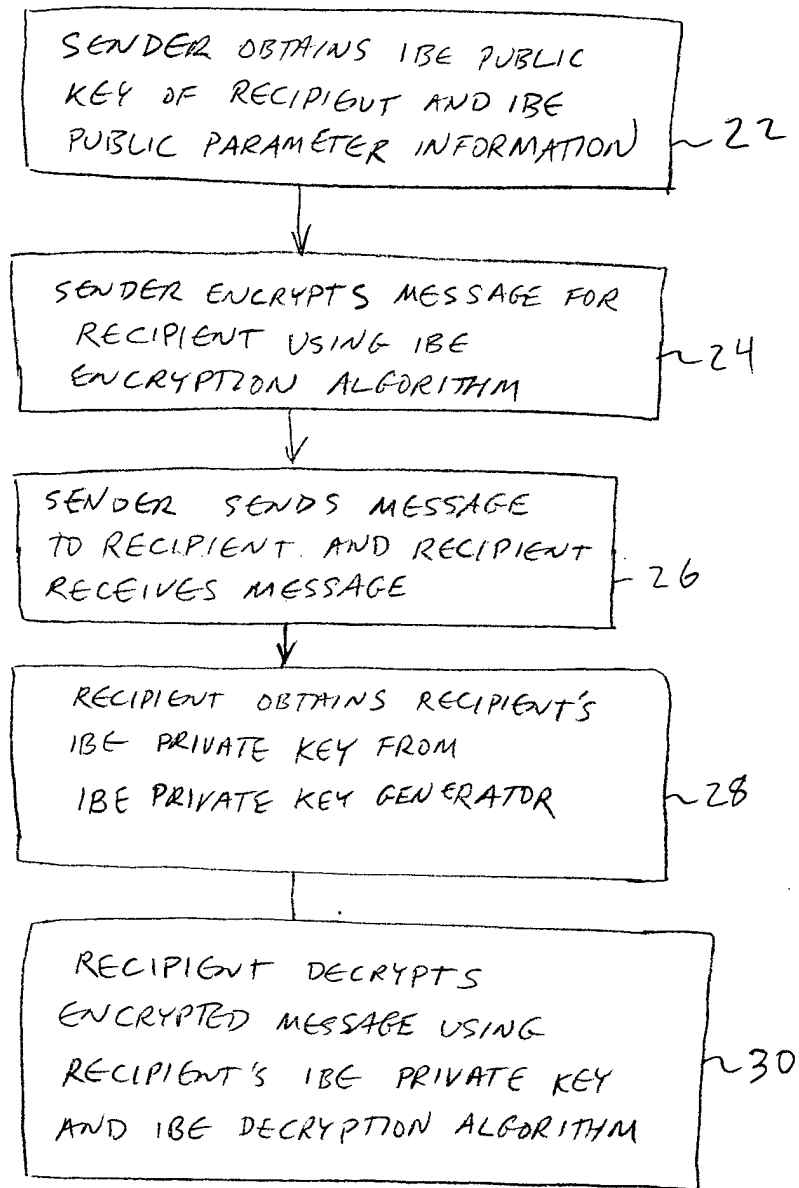 SENDER OBTAINS IBE PUBLIC
KEY OF RECIPIENT AND IBE
PUBLIC PARAMETER INFORMATION
22
SENDER ENCRYPTS MESSAGE FOR
RECIPIENT USING IBE
ENCRYPTION ALGORITHM
24
SENDER SENDS MESSAGE
TO RECIPIENT AND RECIPIENT
RECEIVES MESSAGE
26
RECIPIENT OBTAINS RECIPIENT'S
IBE PRIVATE KEY FROM
IBE PRIVATE KEY GENERATOR
28
RECIPIENT DECRYPTS
ENCRYPTED MESSAGE USING
RECIPIENT'S IBE PRIVATE KEY
AND IBE DECRYPTION ALGORITHM
30